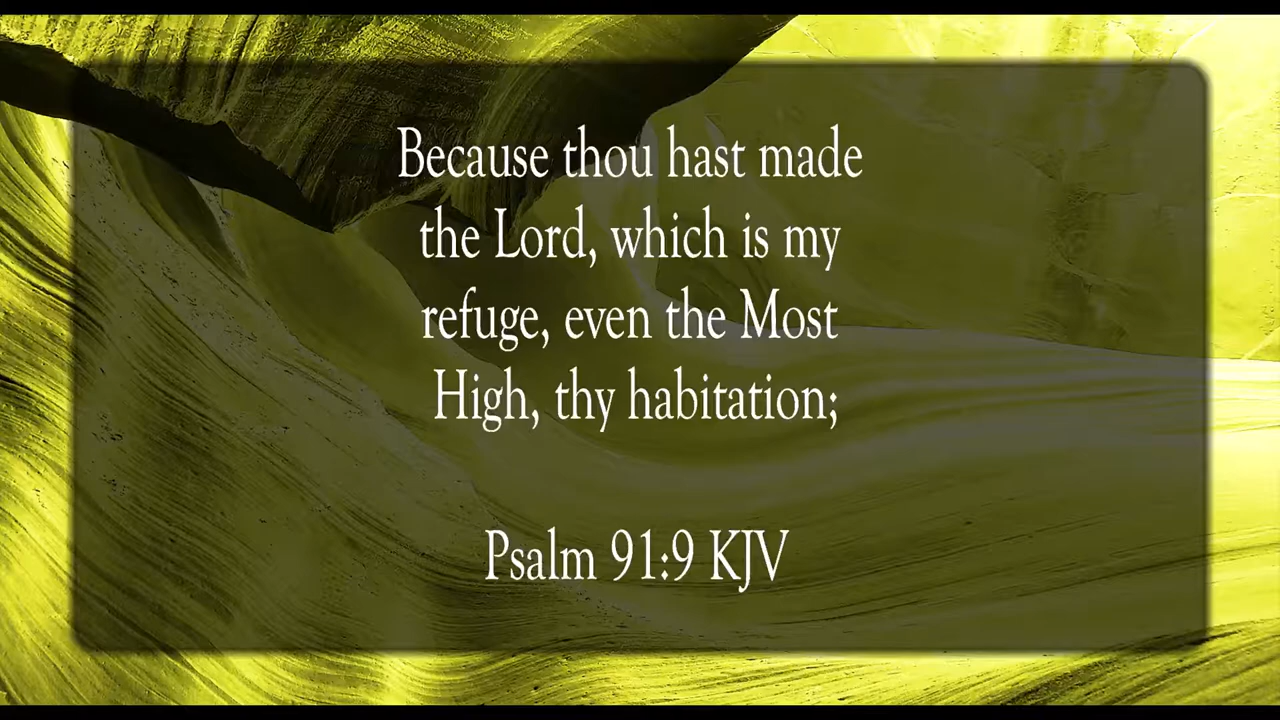 Because thou hast made
the Lord, which is my
refuge, even the Most
High, thy habitation;
Psalm 91:9 KJV